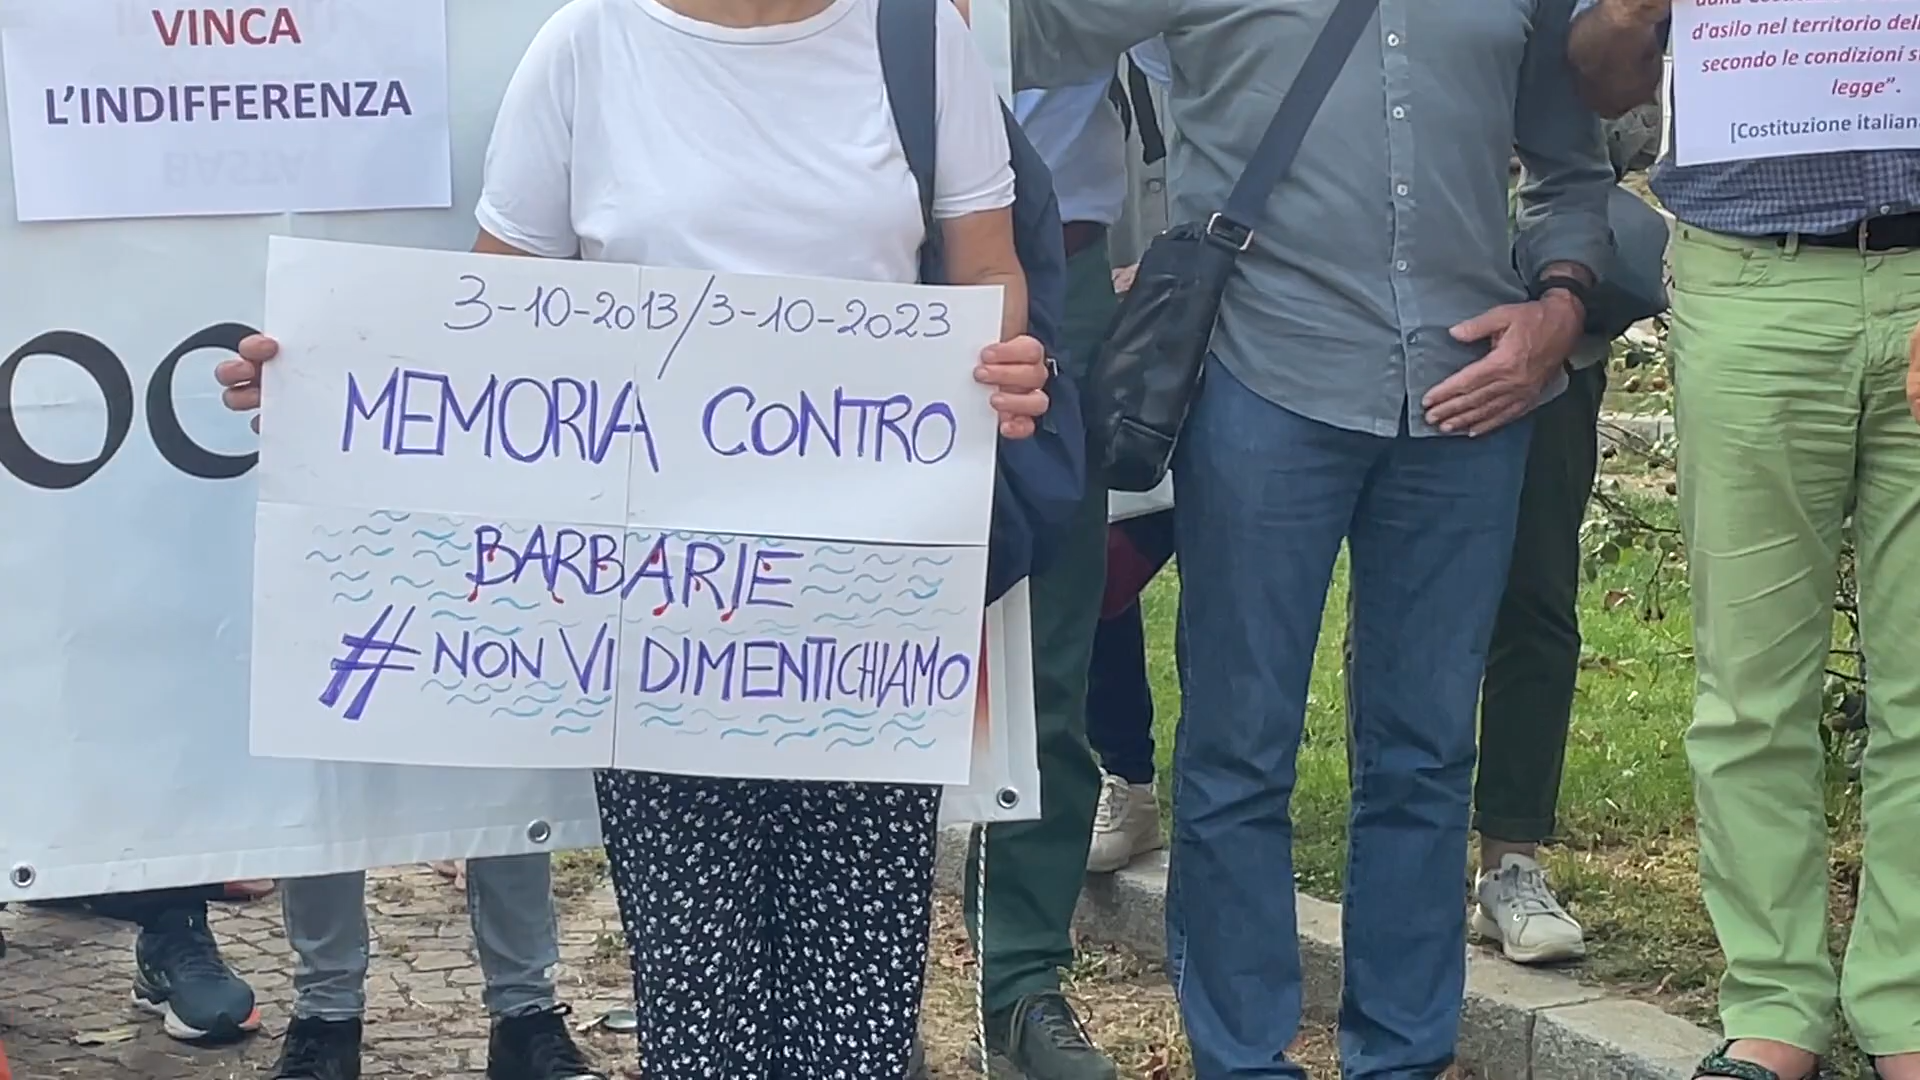 VINCA
L'INDIFFERENZA
BASTA
3-10-2013/3-10-2023
MEMORIA CONTRO
BARBARIE
#NON VI DIMENTICHIAMO
d'asilo nel territorio
secondo le condizioni
legge".
[Costituzione italiana